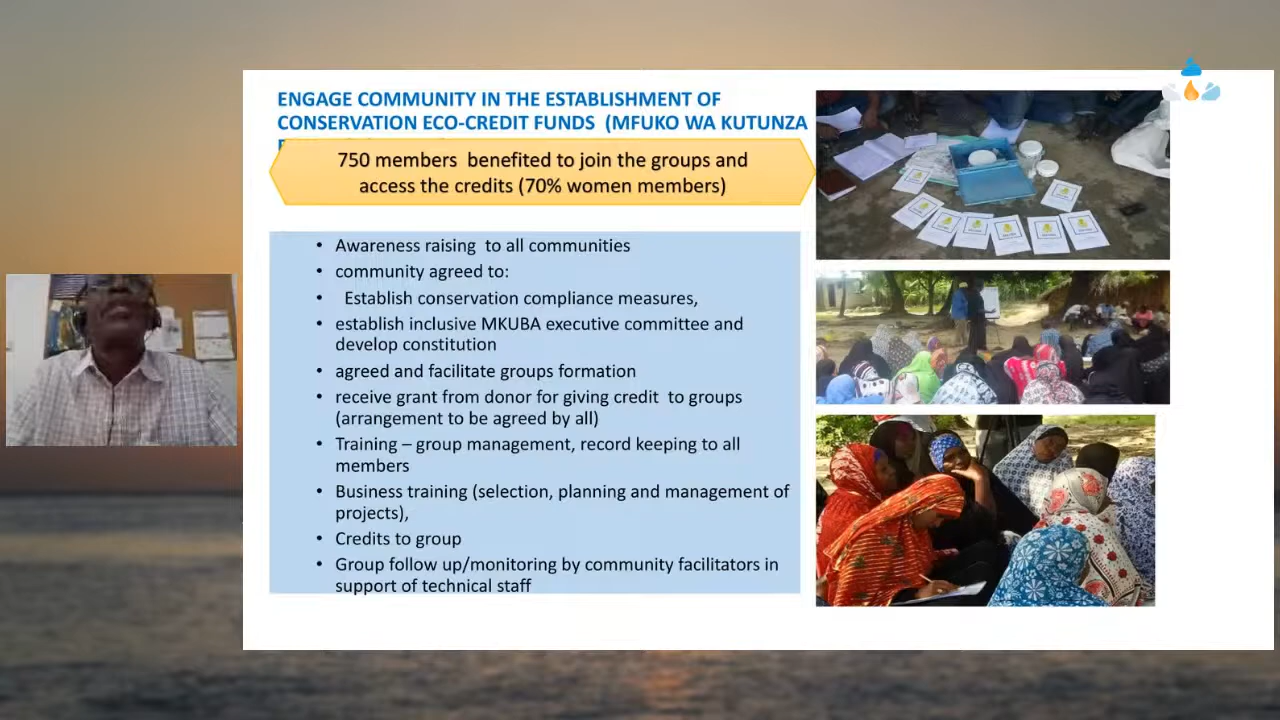 ENGAGE COMMUNITY IN THE ESTABLISHMENT OF
CONSERVATION ECO-CREDIT FUNDS (MFUKO WA KUTUNZA
750 members benefited to join the groups and
access the credits (70% women members)
• Awareness raising to all communities
• community agreed to:
• Establish conservation compliance measures,
• establish inclusive MKUBA executive committee and
develop constitution
• agreed and facilitate groups formation
• receive grant from donor for giving credit to groups
(arrangement to be agreed by all)
• Training – group management, record keeping to all
members
• Business training (selection, planning and management of
projects),
• Credits to group
• Group follow up/monitoring by community facilitators in
support of technical staff